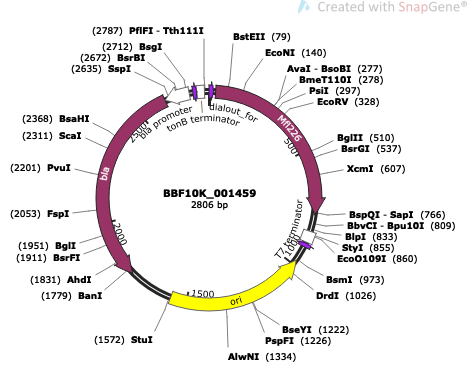 Created with SnapGene®
(2787) PflFI - Tth111I
(2712) BsgI
(2672) BsrBI
(2635) SspI
BstEII (79)
EcoNI (140)
AvaI - BsoBI (277)
BmeT110I (278)
PsiI (297)
EcoRV (328)
BglII (510)
BsrGI (537)
XcmI (607)
BspQI - SapI (766)
BbvCI - Bpu10I (809)
BlpI (833)
StyI (855)
EcoO109I (860)
BsmI (973)
DrdI (1026)
BseYI (1222)
PspFI (1226)
AlwNI (1334)
(1572) StuI
(1779) BanI
(1831) AhdI
(1911) BsrFI
(1951) BglI
(2053) FspI
(2201) PvuI
(2311) ScaI
(2368) BsaHI
bla promoter
tonB terminator
dialout_for
Mfl226
T7 terminator
ori
bla
500
1000
1500
2000
2500
BBF10K_001459
2806 bp